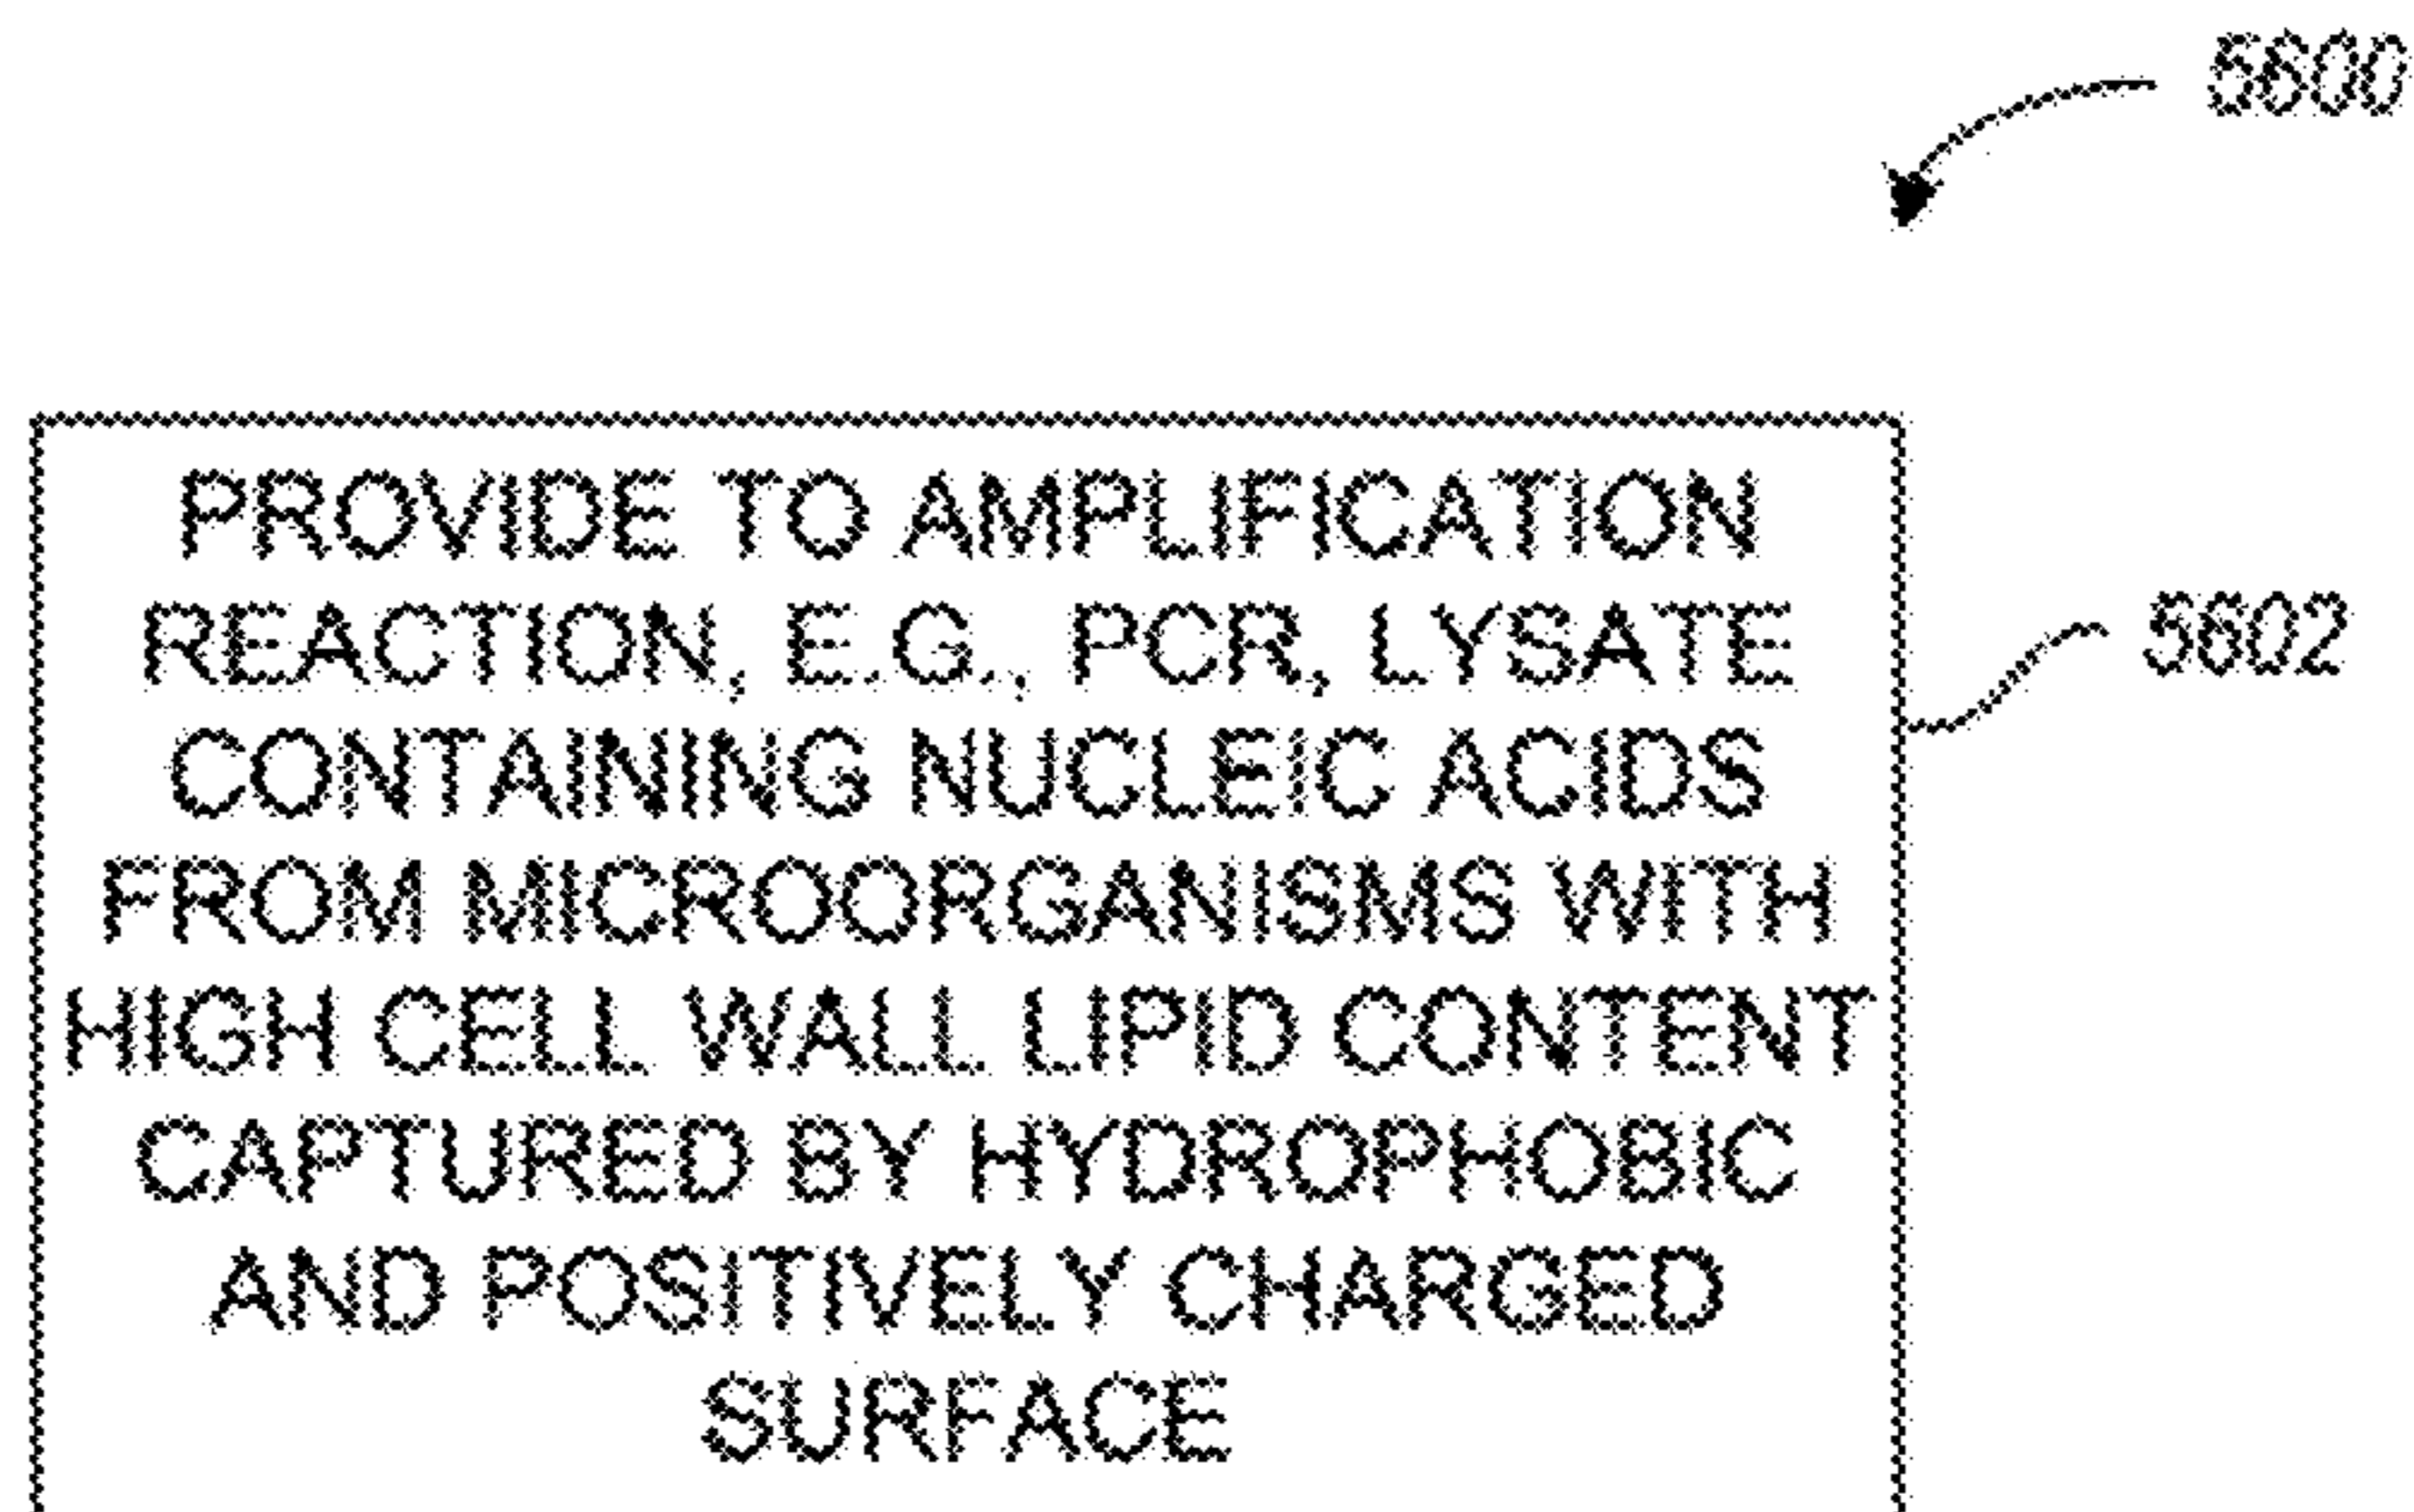 5600
PROVIDE TO AMPLIFICATION
REACTION, E.G., PCR, LYSATE
5602
CONTAINING NUCLEIC ACIDS
FROM MICROORGANISMS WITH
HIGH CELL WALL LIPID CONTENT
CAPTURED BY HYDROPHOBIC
AND POSITIVELY CHARGED
SURFACE